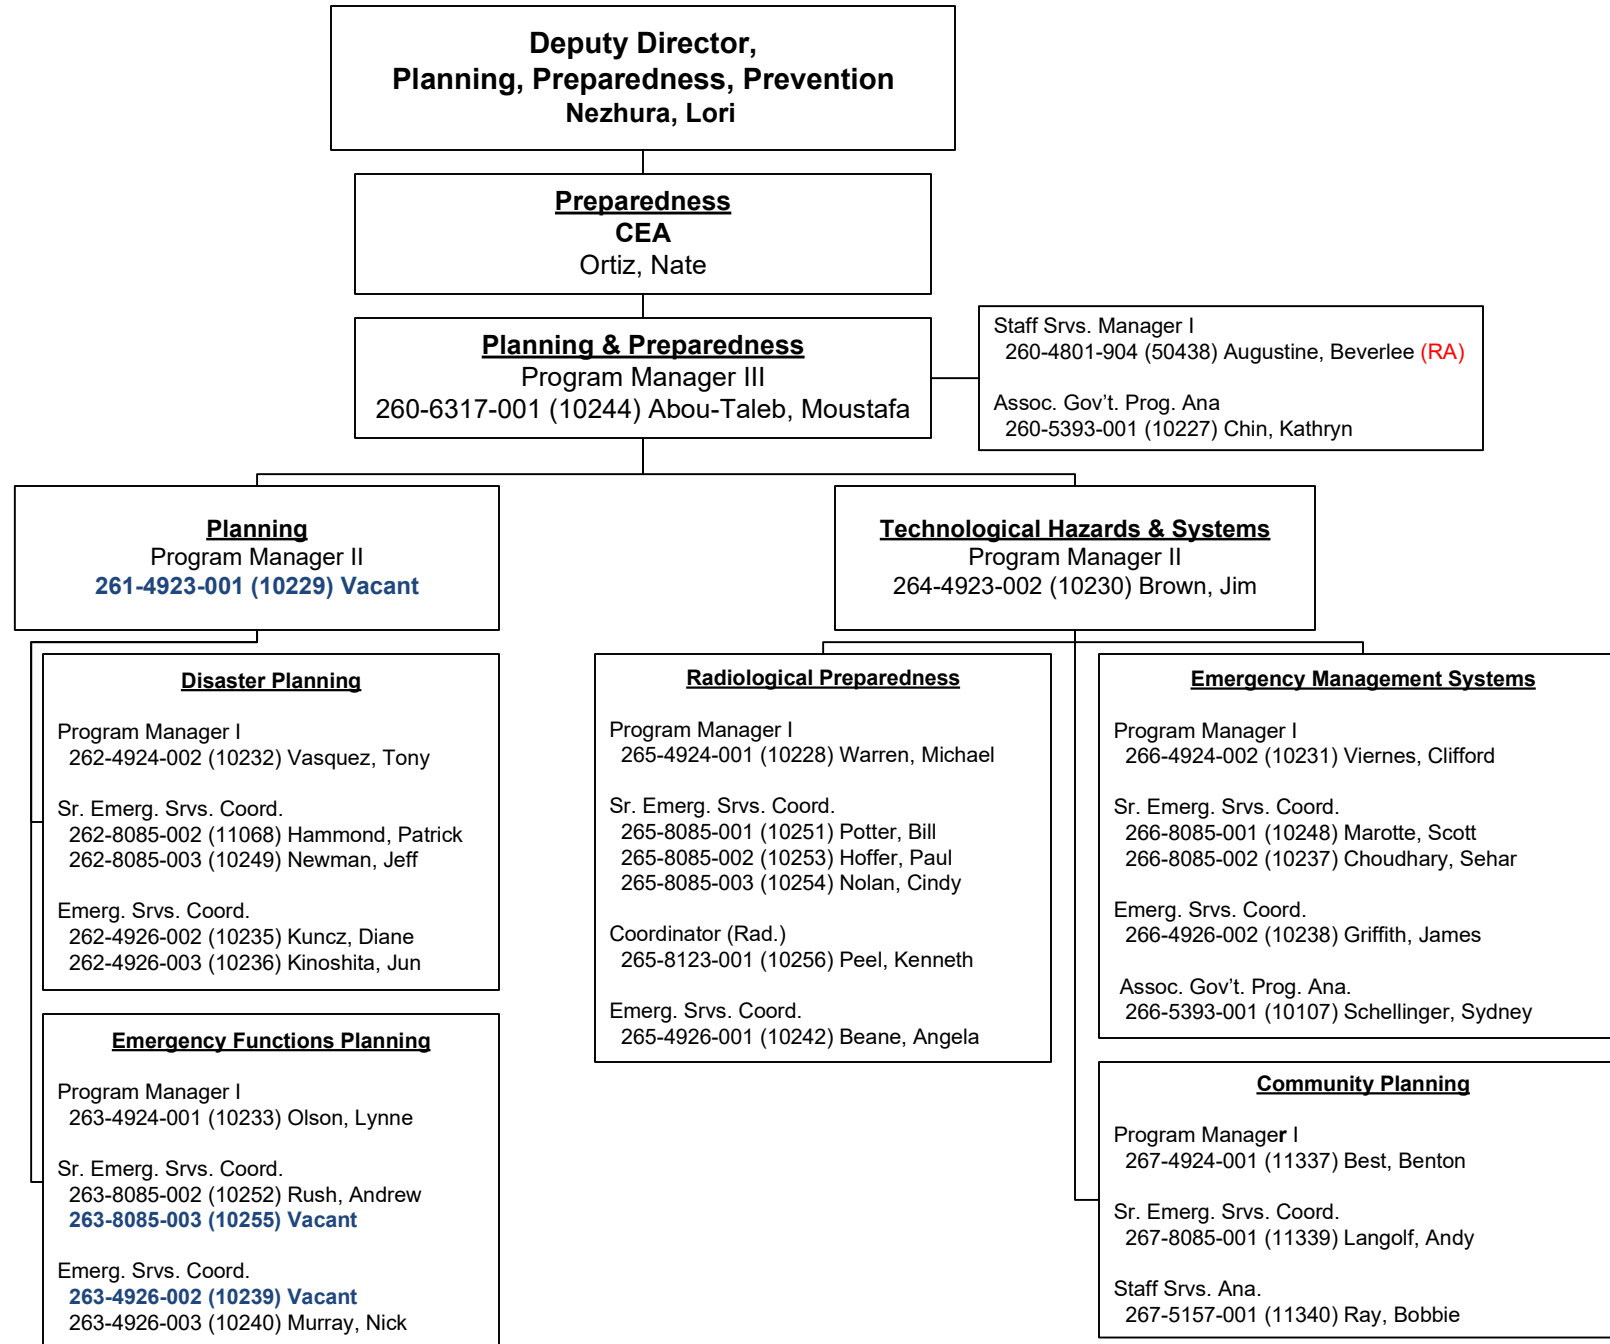 Deputy Director,
Planning, Preparedness, Prevention
Nezhura, Lori
Preparedness
CEA
Ortiz, Nate
Planning & Preparedness
Program Manager III
260-6317-001 (10244) Abou-Taleb, Moustafa
Staff Srvs. Manager I
260-4801-904 (50438) Augustine, Beverlee (RA)
Assoc. Gov’t. Prog. Ana
260-5393-001 (10227) Chin, Kathryn
Planning
Program Manager II
261-4923-001 (10229) Vacant
Technological Hazards & Systems
Program Manager II
264-4923-002 (10230) Brown, Jim
Disaster Planning
Program Manager I
262-4924-002 (10232) Vasquez, Tony
Sr. Emerg. Srvs. Coord.
262-8085-002 (11068) Hammond, Patrick
262-8085-003 (10249) Newman, Jeff
Emerg. Srvs. Coord.
262-4926-002 (10235) Kuncz, Diane
262-4926-003 (10236) Kinoshita, Jun
Emergency Functions Planning
Program Manager I
263-4924-001 (10233) Olson, Lynne
Sr. Emerg. Srvs. Coord.
263-8085-002 (10252) Rush, Andrew
263-8085-003 (10255) Vacant
Emerg. Srvs. Coord.
263-4926-002 (10239) Vacant
263-4926-003 (10240) Murray, Nick
Radiological Preparedness
Program Manager I
265-4924-001 (10228) Warren, Michael
Sr. Emerg. Srvs. Coord.
265-8085-001 (10251) Potter, Bill
265-8085-002 (10253) Hoffer, Paul
265-8085-003 (10254) Nolan, Cindy
Coordinator (Rad.)
265-8123-001 (10256) Peel, Kenneth
Emerg. Srvs. Coord.
265-4926-001 (10242) Beane, Angela
Emergency Management Systems
Program Manager I
266-4924-002 (10231) Viernes, Clifford
Sr. Emerg. Srvs. Coord.
266-8085-001 (10248) Marotte, Scott
266-8085-002 (10237) Choudhary, Sehar
Emerg. Srvs. Coord.
266-4926-002 (10238) Griffith, James
Assoc. Gov’t. Prog. Ana.
266-5393-001 (10107) Schellinger, Sydney
Community Planning
Program Manager I
267-4924-001 (11337) Best, Benton
Sr. Emerg. Srvs. Coord.
267-8085-001 (11339) Langolf, Andy
Staff Srvs. Ana.
267-5157-001 (11340) Ray, Bobbie